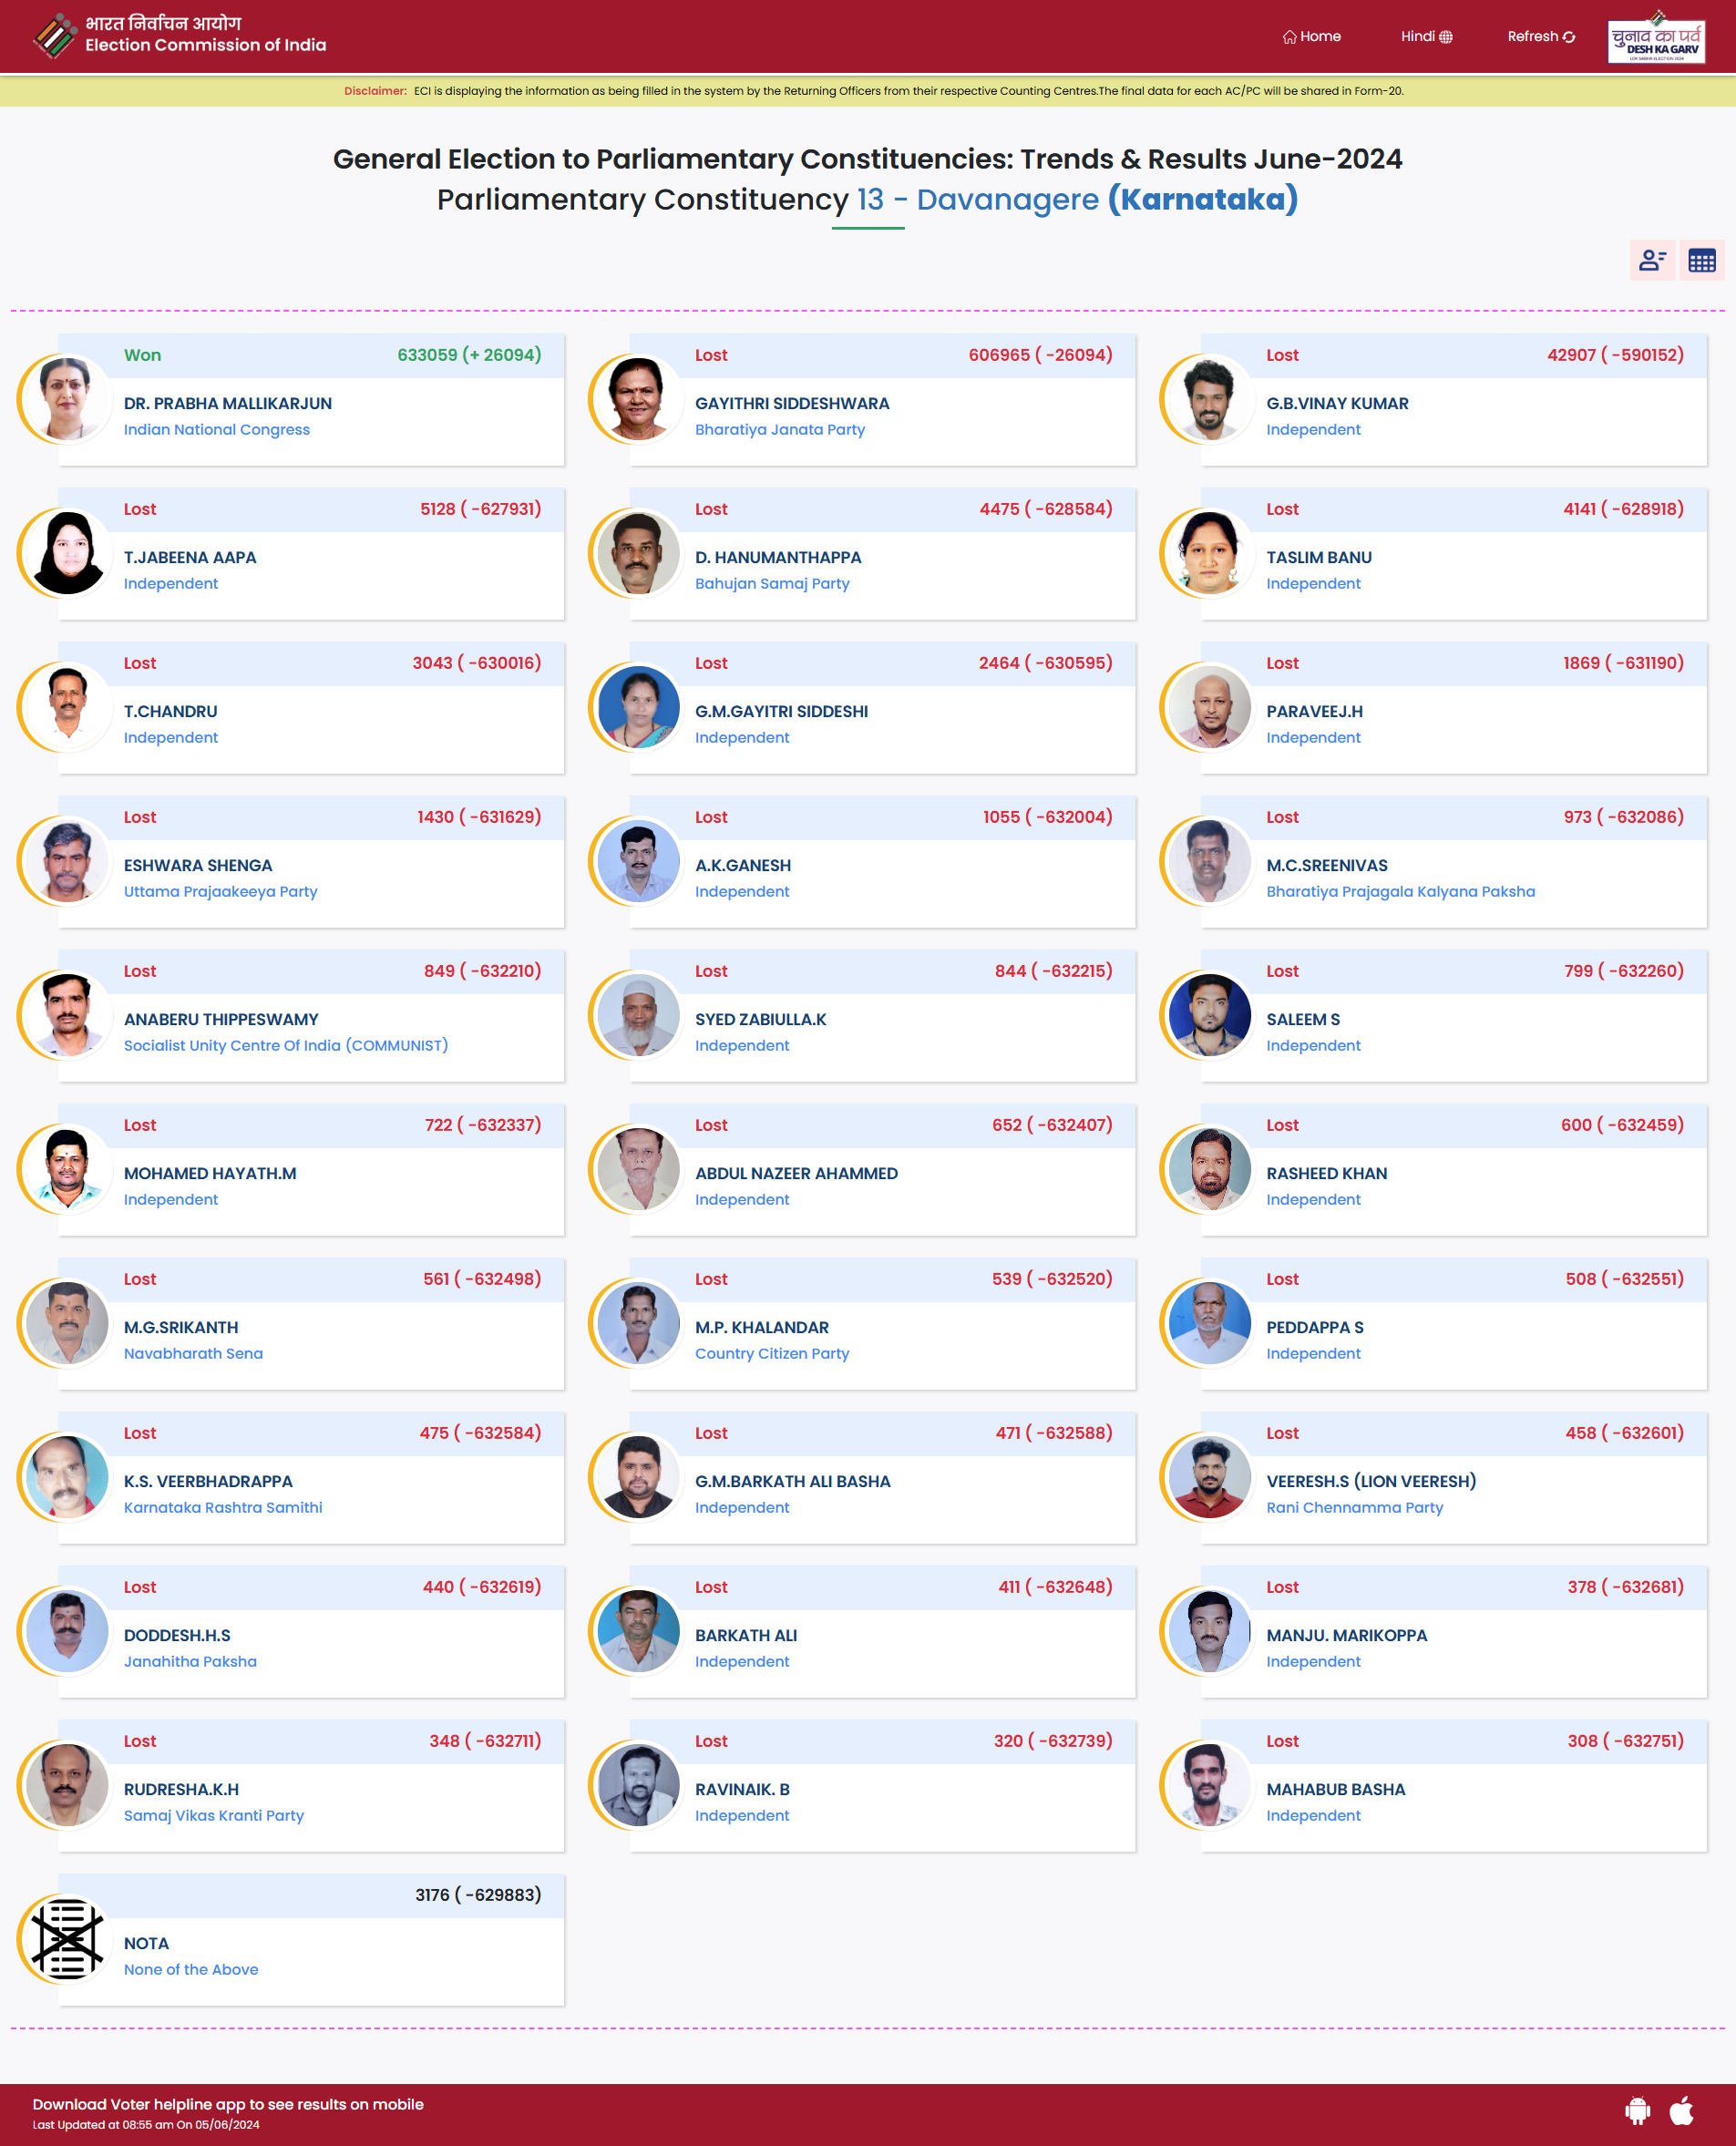 भारत निर्वाचन आयोग
Election Commission of India
Home
Hindi
Refresh
चुनाव का पर्व
DESH KA GARV
LOK SABHA ELECTION 2024
Disclaimer: ECI is displaying the information as being filled in the system by the Returning Officers from their respective Counting Centres.The final data for each AC/PC will be shared in Form-20.
General Election to Parliamentary Constituencies: Trends & Results June-2024
Parliamentary Constituency 13 - Davanagere (Karnataka)
Won 633059 (+ 26094)
DR. PRABHA MALLIKARJUN
Indian National Congress
Lost 606965 ( -26094)
GAYITHRI SIDDESHWARA
Bharatiya Janata Party
Lost 42907 ( -590152)
G.B.VINAY KUMAR
Independent
Lost 5128 ( -627931)
T.JABEENA AAPA
Independent
Lost 4475 ( -628584)
D. HANUMANTHAPPA
Bahujan Samaj Party
Lost 4141 ( -628918)
TASLIM BANU
Independent
Lost 3043 ( -630016)
T.CHANDRU
Independent
Lost 2464 ( -630595)
G.M.GAYITRI SIDDESHI
Independent
Lost 1869 ( -631190)
PARAVEEJ.H
Independent
Lost 1430 ( -631629)
ESHWARA SHENGA
Uttama Prajaakeeya Party
Lost 1055 ( -632004)
A.K.GANESH
Independent
Lost 973 ( -632086)
M.C.SREENIVAS
Bharatiya Prajagala Kalyana Paksha
Lost 849 ( -632210)
ANABERU THIPPESWAMY
Socialist Unity Centre Of India (COMMUNIST)
Lost 844 ( -632215)
SYED ZABIULLA.K
Independent
Lost 799 ( -632260)
SALEEM S
Independent
Lost 722 ( -632337)
MOHAMED HAYATH.M
Independent
Lost 652 ( -632407)
ABDUL NAZEER AHAMMED
Independent
Lost 600 ( -632459)
RASHEED KHAN
Independent
Lost 561 ( -632498)
M.G.SRIKANTH
Navabharath Sena
Lost 539 ( -632520)
M.P. KHALANDAR
Country Citizen Party
Lost 508 ( -632551)
PEDDAPPA S
Independent
Lost 475 ( -632584)
K.S. VEERBHADRAPPA
Karnataka Rashtra Samithi
Lost 471 ( -632588)
G.M.BARKATH ALI BASHA
Independent
Lost 458 ( -632601)
VEERESH.S (LION VEERESH)
Rani Chennamma Party
Lost 440 ( -632619)
DODDESH.H.S
Janahitha Paksha
Lost 411 ( -632648)
BARKATH ALI
Independent
Lost 378 ( -632681)
MANJU. MARIKOPPA
Independent
Lost 348 ( -632711)
RUDRESHA.K.H
Samaj Vikas Kranti Party
Lost 320 ( -632739)
RAVINAIK. B
Independent
Lost 308 ( -632751)
MAHABUB BASHA
Independent
3176 ( -629883)
NOTA
None of the Above
Download Voter helpline app to see results on mobile
Last Updated at 08:55 am On 05/06/2024